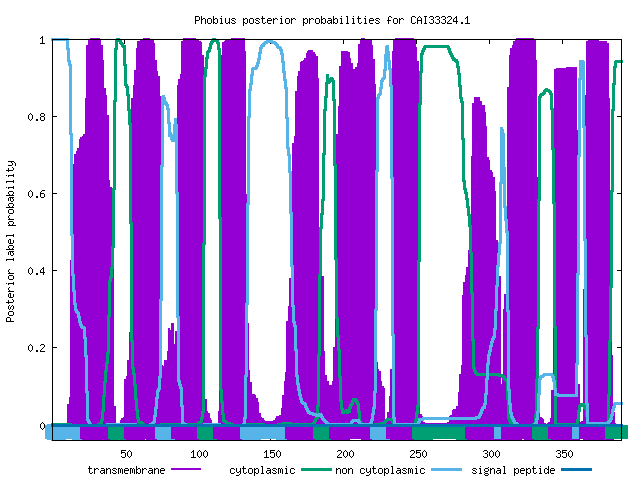 Phobius posterior probabilities for CAI33324.1
Posterior label probability
1
0.8
0.6
0.4
0.2
0
50 100 150 200 250 300 350
transmembrane cytoplasmic non cytoplasmic signal peptide